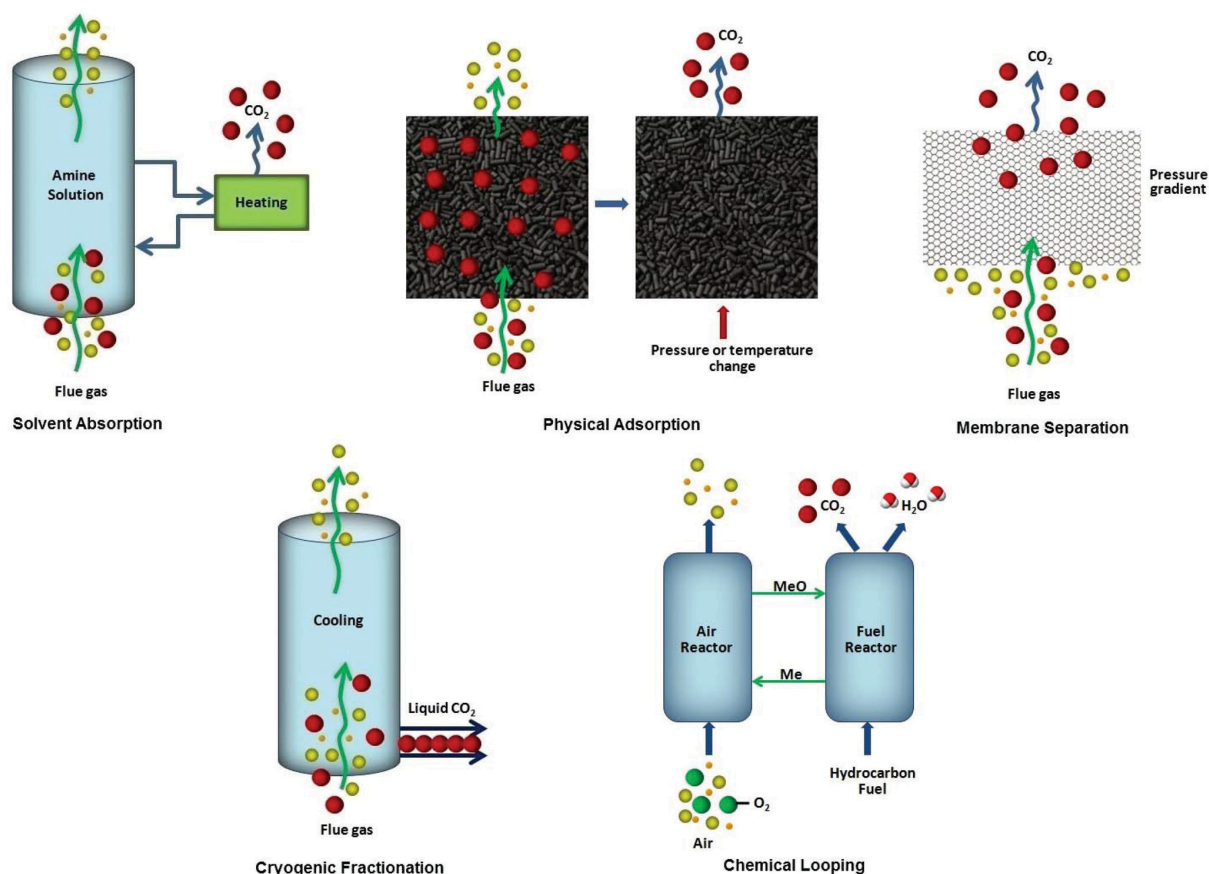 CO₂
Amine
Solution
Heating
Flue gas
Solvent Absorption
CO₂
Pressure or temperature
change
Flue gas
Physical Adsorption
CO₂
Pressure
gradient
Flue gas
Membrane Separation
Cooling
Liquid CO₂
Flue gas
Cryogenic Fractionation
CO₂
H₂O
MeO
Air
Reactor
Fuel
Reactor
Me
Hydrocarbon
Fuel
O₂
Air
Chemical Looping